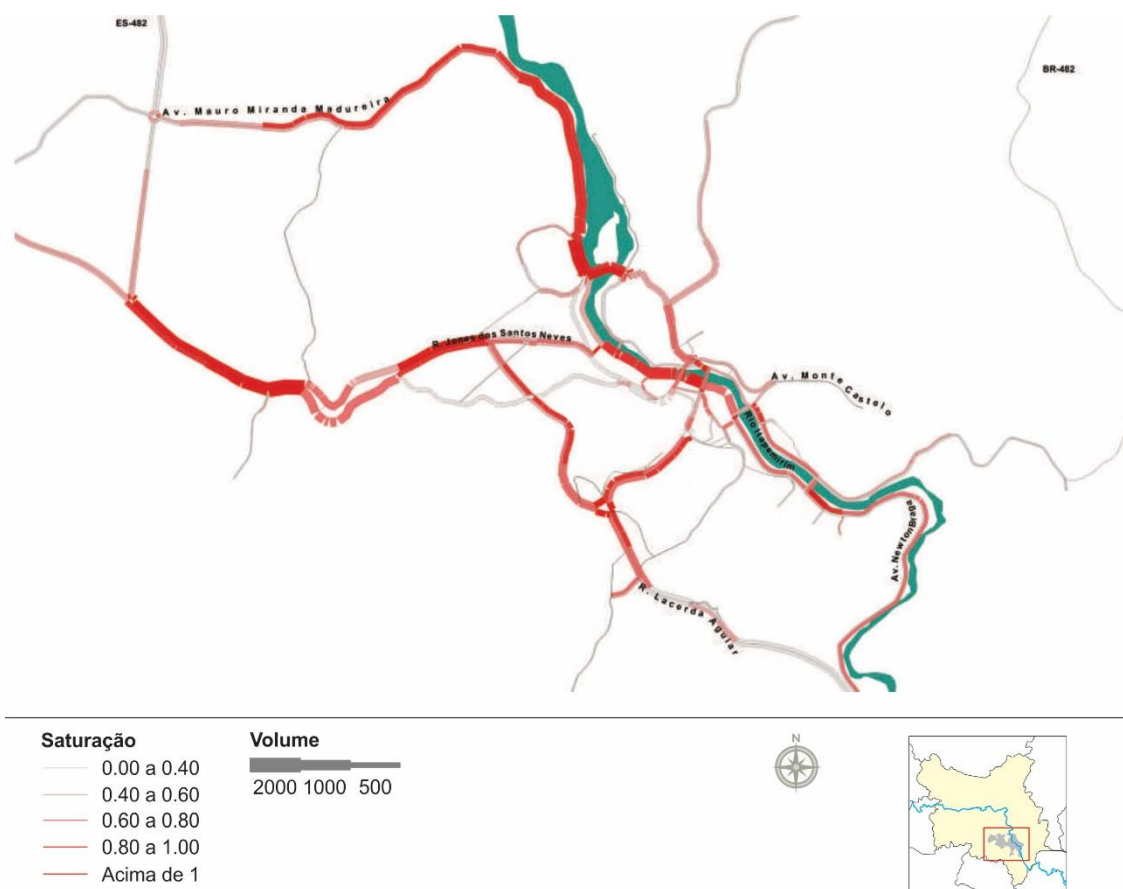 ES-482
BR-482
Av. Mauro Miranda Madureira
R. Jones dos Santos Neves
Av. Monte Castelo
Rio Itapemirim
Av. Newton Braga
R. Lacerda Aguiar
Saturação
0.00 a 0.40
0.40 a 0.60
0.60 a 0.80
0.80 a 1.00
Acima de 1
Volume
2000 1000 500
N